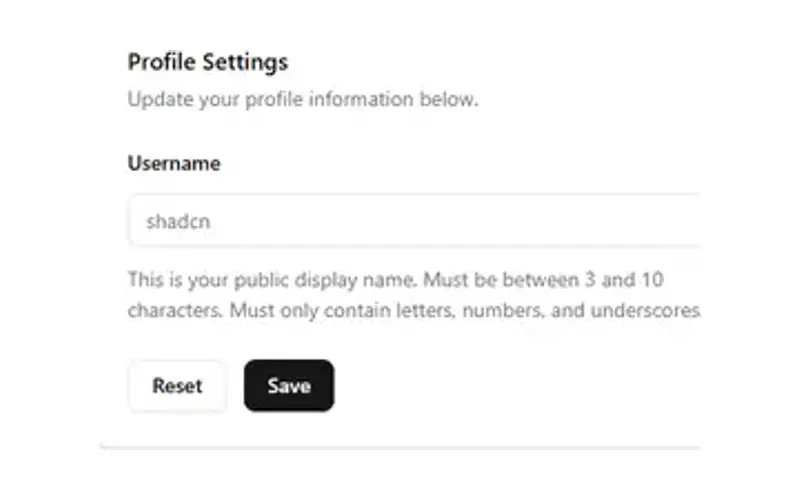 Profile Settings
Update your profile information below.
Username
shadcn
This is your public display name. Must be between 3 and 10
characters. Must only contain letters, numbers, and underscores.
Reset
Save